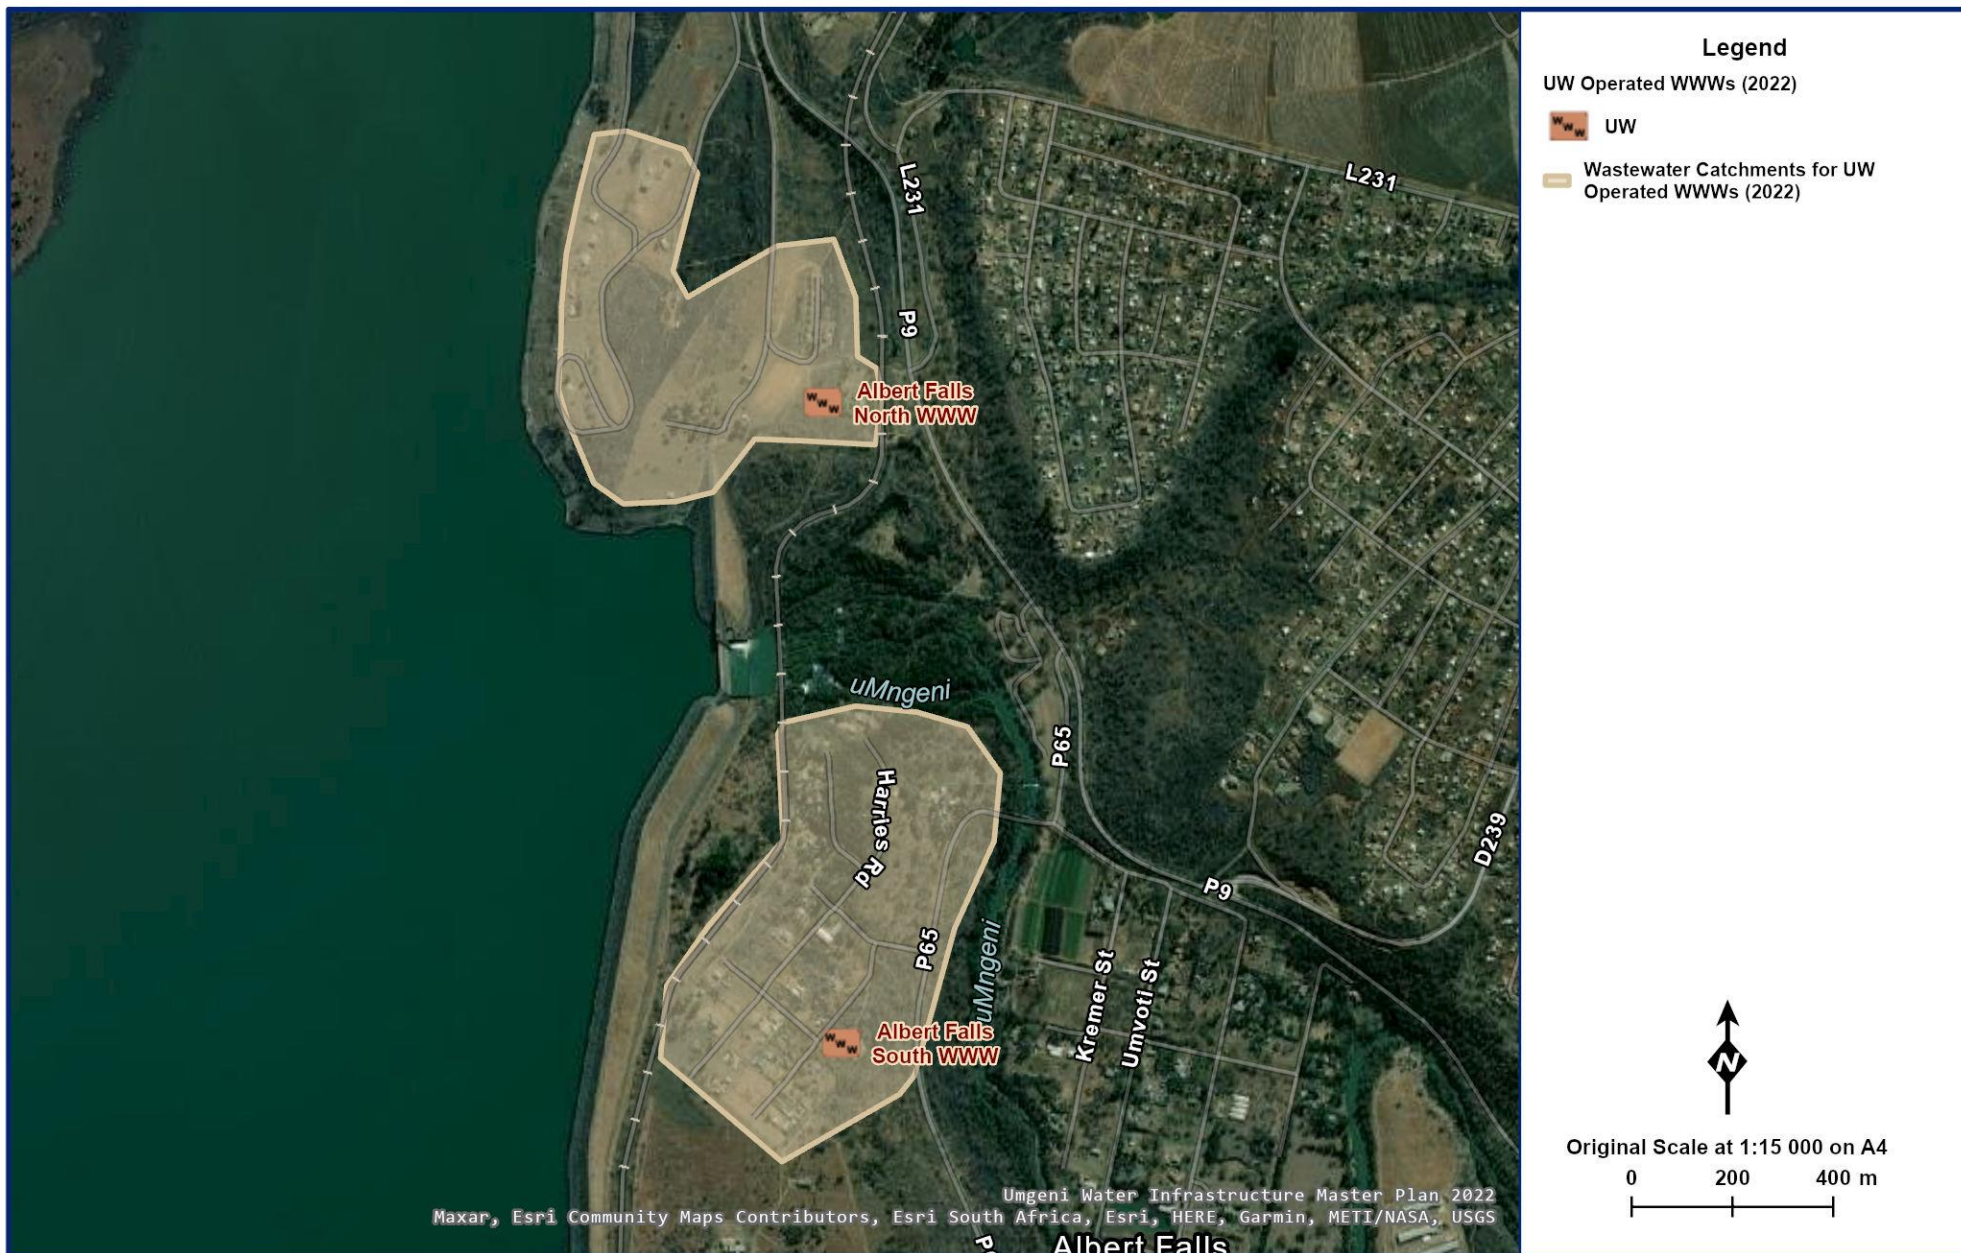 Legend
UW Operated WWWs (2022)
WWW
UW
Wastewater Catchments for UW
Operated WWWs (2022)
L231
L231
P9
WWW
Albert Falls
North WWW
uMngeni
P65
Harries Rd
D239
P9
P65
uMngeni
Kremer St
Umvoti St
WWW
Albert Falls
South WWW
N
Original Scale at 1:15 000 on A4
0 200 400 m
Umgeni Water Infrastructure Master Plan 2022
Maxar, Esri Community Maps Contributors, Esri South Africa, Esri, HERE, Garmin, METI/NASA, USGS
Albert Falls